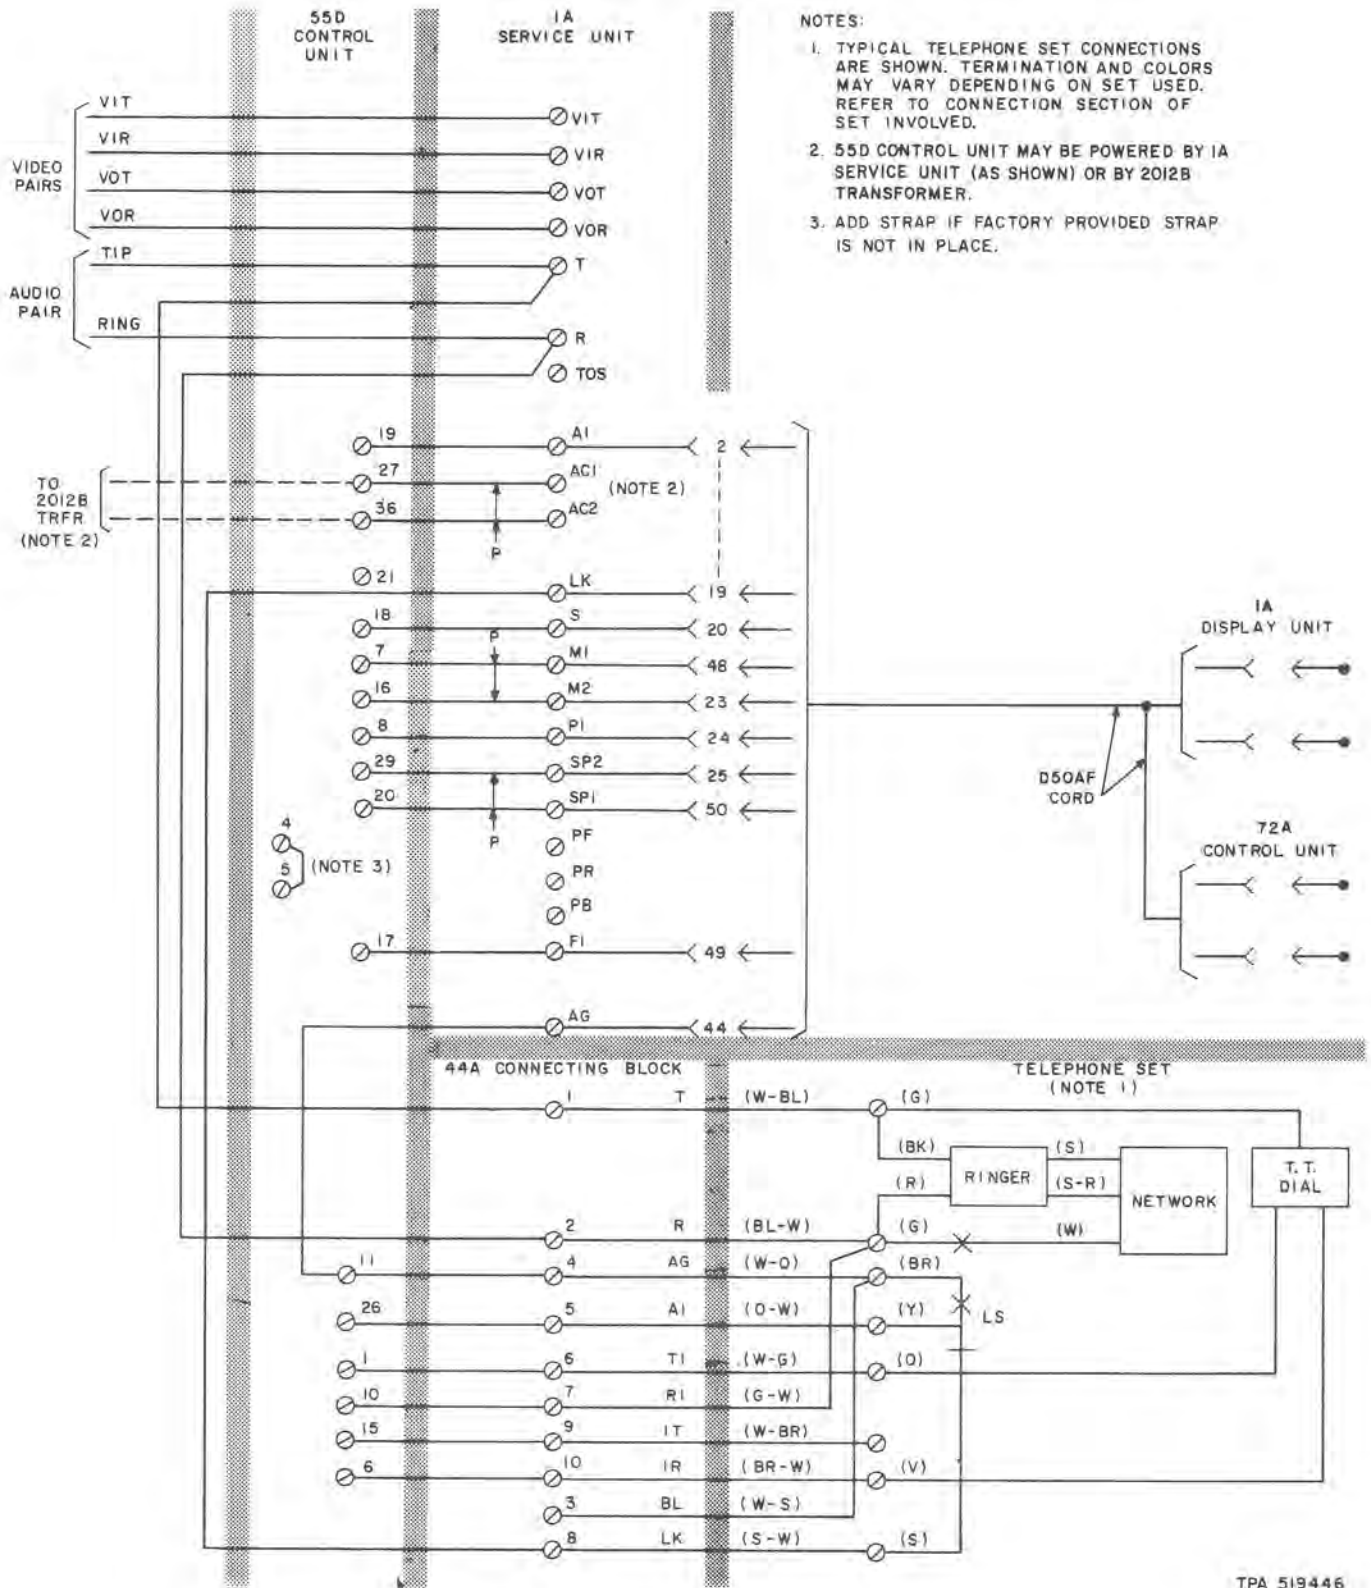 55D
CONTROL
UNIT
1A
SERVICE UNIT
NOTES:
1. TYPICAL TELEPHONE SET CONNECTIONS
ARE SHOWN. TERMINATION AND COLORS
MAY VARY DEPENDING ON SET USED.
REFER TO CONNECTION SECTION OF
SET INVOLVED.
2. 55D CONTROL UNIT MAY BE POWERED BY 1A
SERVICE UNIT (AS SHOWN) OR BY 2012B
TRANSFORMER.
3. ADD STRAP IF FACTORY PROVIDED STRAP
IS NOT IN PLACE.
VIDEO
PAIRS
VIT VIT
VIR VIR
VOT VOT
VOR VOR
AUDIO
PAIR
TIP T
RING R
TOS
19 A1 2
TO
2012B
TRFR
(NOTE 2)
27 AC1 (NOTE 2)
36 AC2
P
21 LK 19
18 S 20
P
7 M1 48
16 M2 23
8 P1 24
29 SP2 25
20 SP1 50
P
4
5 (NOTE 3)
PF
PR
PB
17 F1 49
AG 44
1A
DISPLAY UNIT
D50AF
CORD
72A
CONTROL UNIT
44A CONNECTING BLOCK
TELEPHONE SET
(NOTE 1)
1 T (W-BL) (G)
(BK) RINGER (S)
(R) (S-R)
NETWORK
T.T.
DIAL
2 R (BL-W) (G) (W)
11 4 AG (W-O) (BR)
26 5 A1 (O-W) (Y) LS
1 6 T1 (W-G) (O)
10 7 R1 (G-W)
15 9 IT (W-BR)
6 10 IR (BR-W) (V)
3 BL (W-S)
8 LK (S-W) (S)
TPA 519446